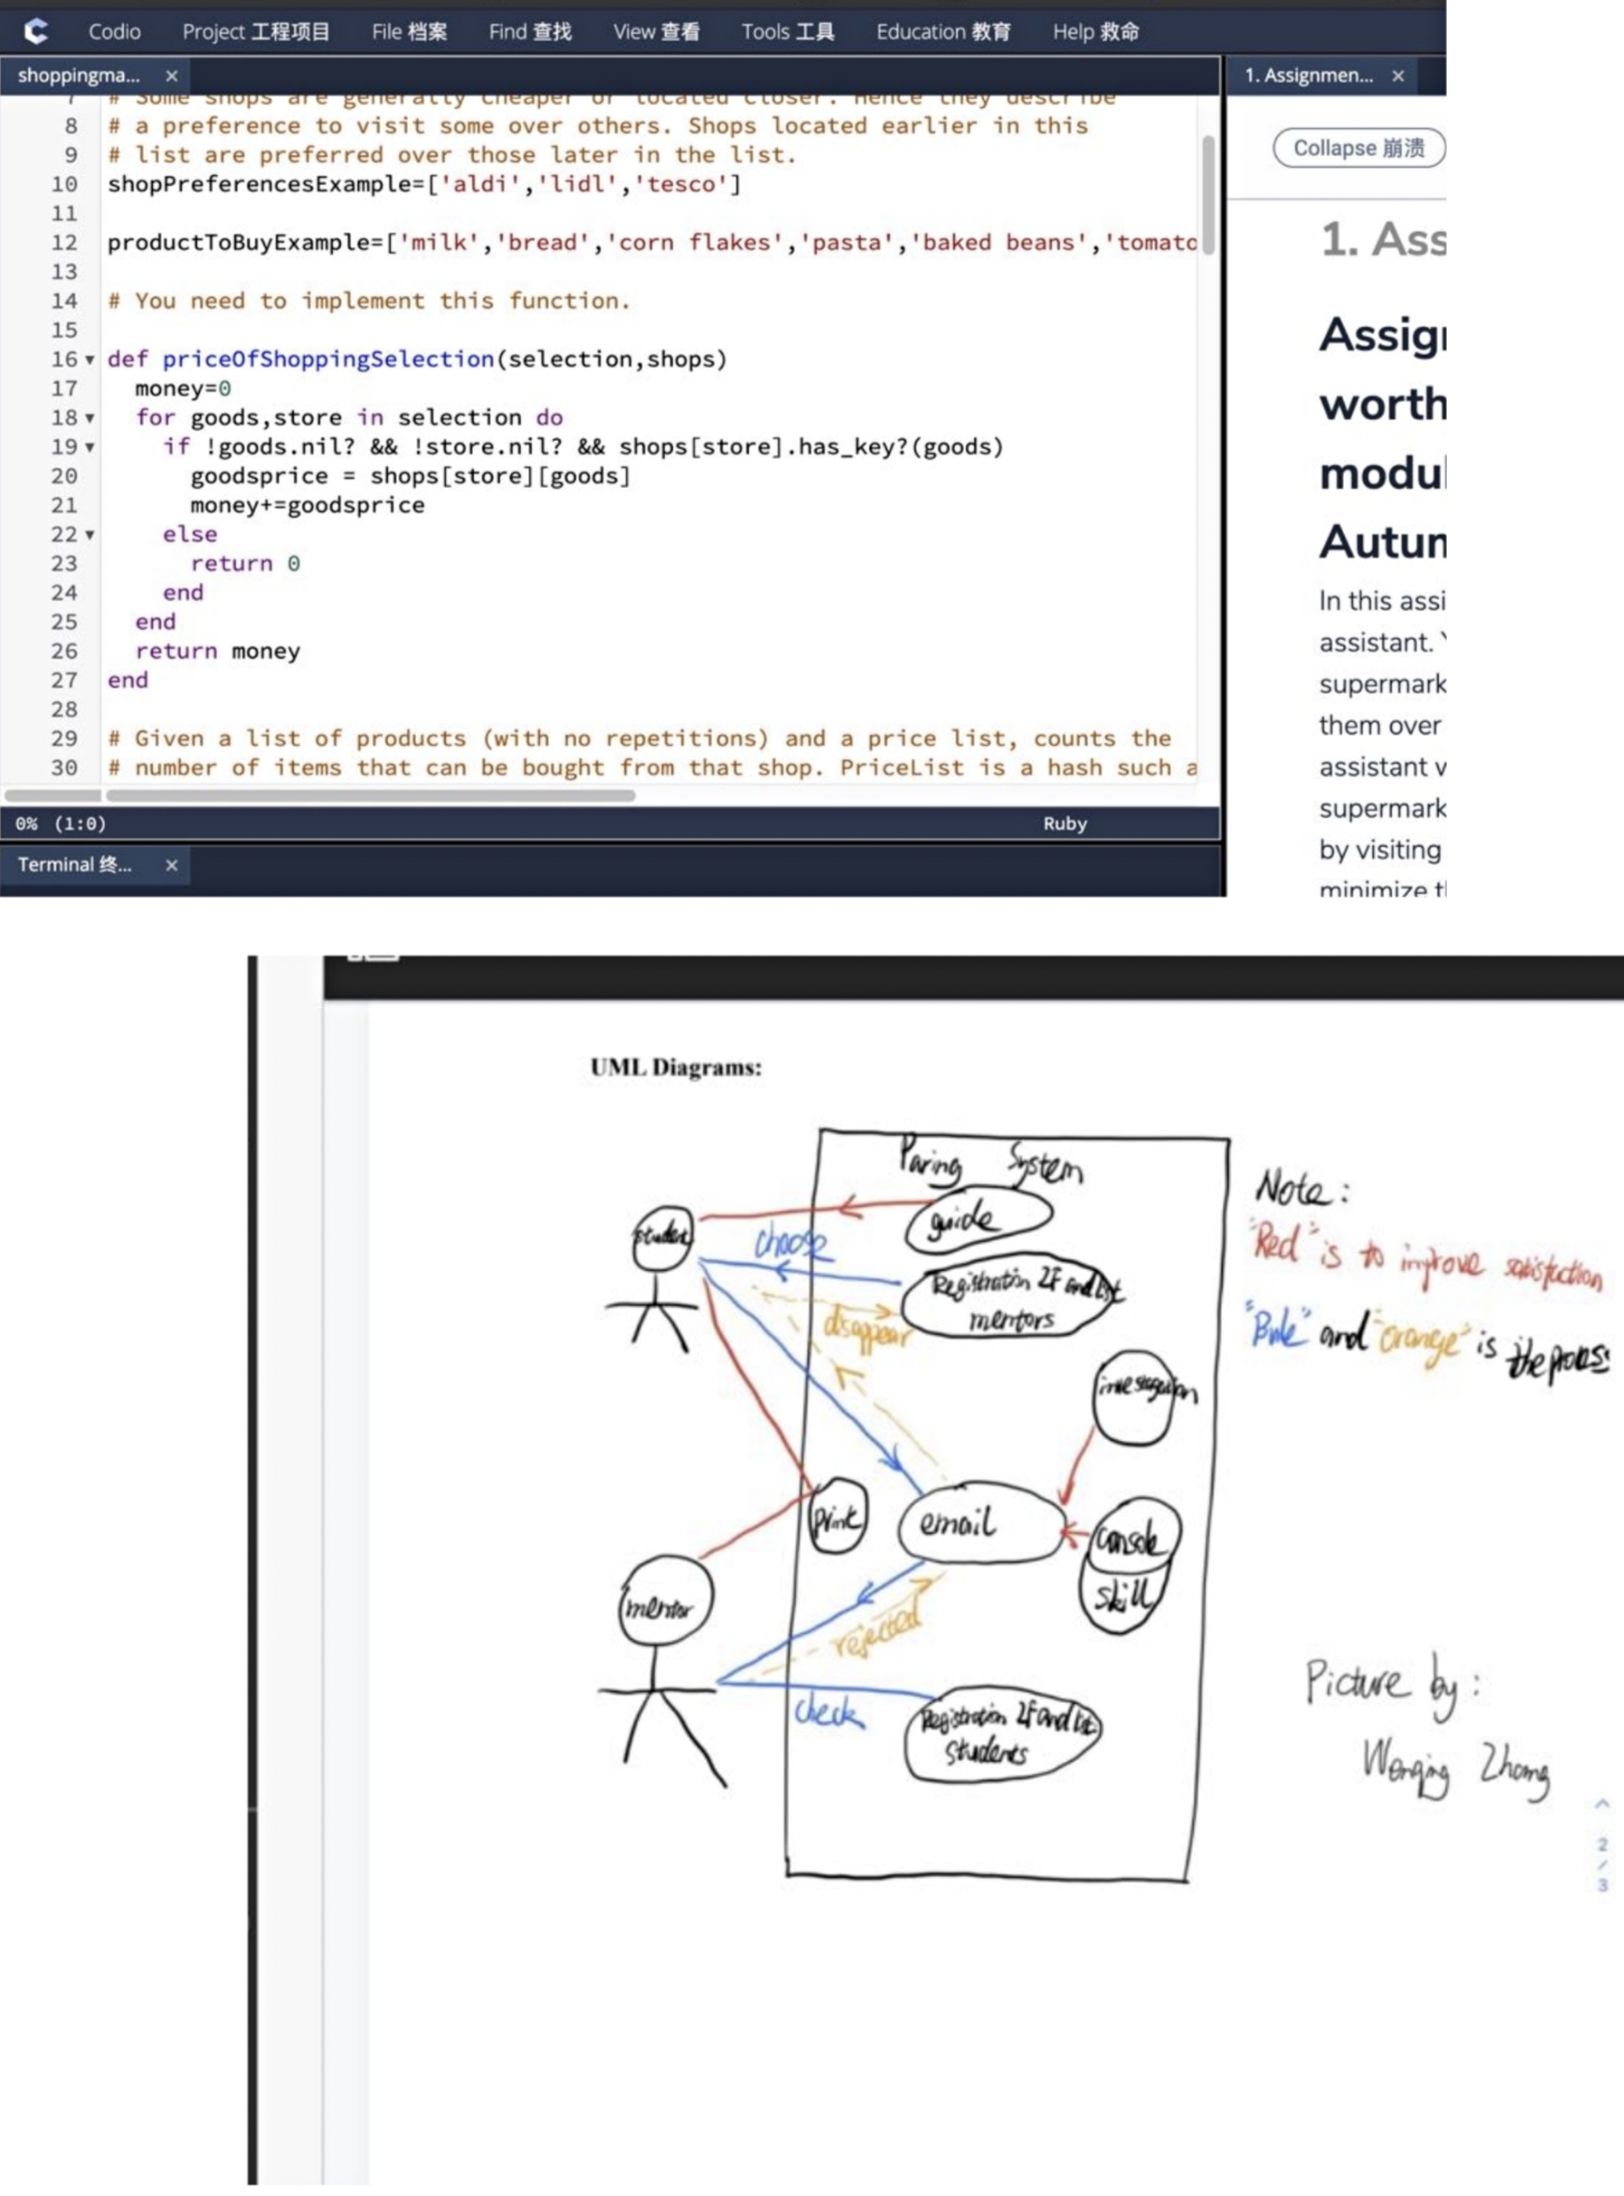 Codio Project 工程项目 File 档案 Find 查找 View 查看 Tools 工具 Education 教育 Help 救命
shoppingma... ×
7 # Some shops are generally cheaper or located closer. Hence they describe
8 # a preference to visit some over others. Shops located earlier in this
9 # list are preferred over those later in the list.
10 shopPreferencesExample=['aldi','lidl','tesco']
11
12 productToBuyExample=['milk','bread','corn flakes','pasta','baked beans','tomato
13
14 # You need to implement this function.
15
16 def priceOfShoppingSelection(selection,shops)
17 money=0
18 for goods,store in selection do
19 if !goods.nil? && !store.nil? && shops[store].has_key?(goods)
20 goodsprice = shops[store][goods]
21 money+=goodsprice
22 else
23 return 0
24 end
25 end
26 return money
27 end
28
29 # Given a list of products (with no repetitions) and a price list, counts the
30 # number of items that can be bought from that shop. PriceList is a hash such a
0% (1:0) Ruby
Terminal 终... ×
1. Assignmen... ×
Collapse 崩溃
1. Ass
Assig
worth
modul
Autum
In this assi
assistant. Y
supermark
them over
assistant v
supermark
by visiting
minimize t
UML Diagrams:
Paring System
guide
student
choose
Registration 2F and list
mentors
disappear
print
email
console
skill
mentor
rejected
check
Registration 2F and list
students
Note:
"Red" is to improve satisfaction
"Bule" and "orange" is the
Picture by:
Wenqing Zhang
2
/
3